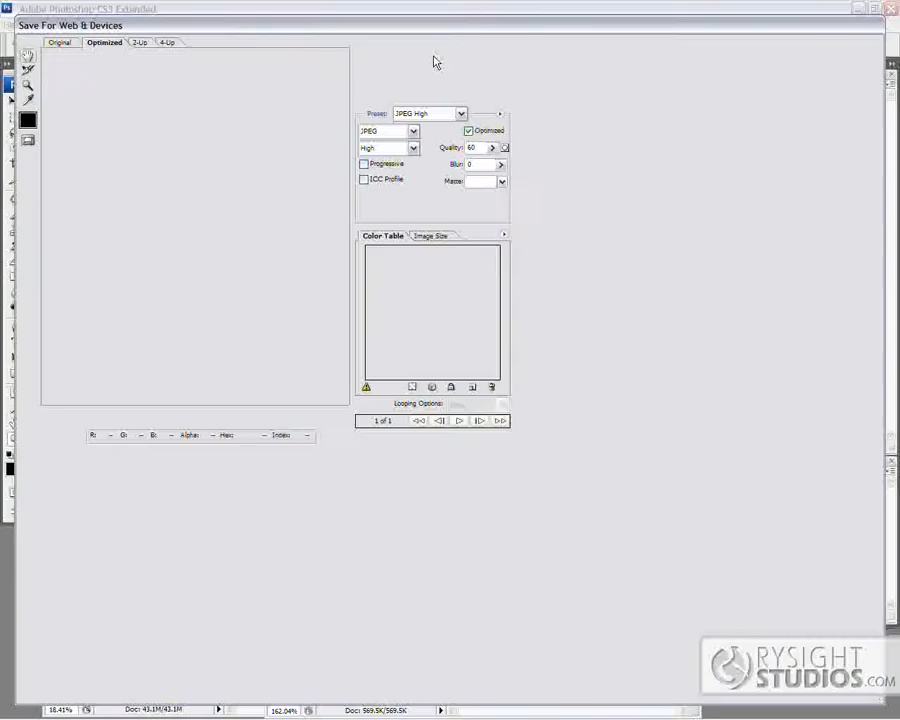 Adobe Photoshop CS3 Extended
Save For Web & Devices
Original Optimized 2-Up 4-Up
Preset: JPEG High
JPEG Optimized
High Quality: 60
Progressive Blur: 0
ICC Profile Matte:
Color Table Image Size
Looping Options:
1 of 1
R: -- G: -- B: -- Alpha: -- Hex: -- Index: --
18.41% Doc: 43.1M/43.1M 162.04% Doc: 569.5K/569.5K
RYSIGHT
STUDIOS.COM